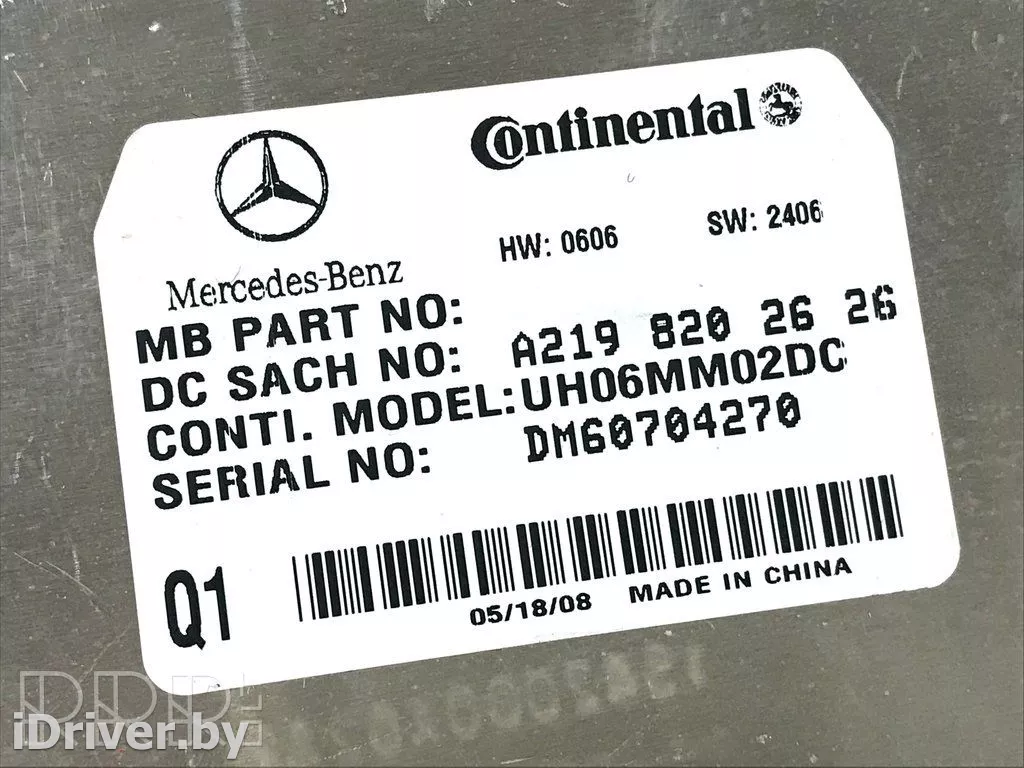 Continental
Mercedes-Benz
HW: 0606 SW: 2406
MB PART NO:
DC SACH NO: A219 820 26 26
CONTI. MODEL: UH06MM02DC
SERIAL NO: DM60704270
Q1
05/18/08 MADE IN CHINA
iDriver.by